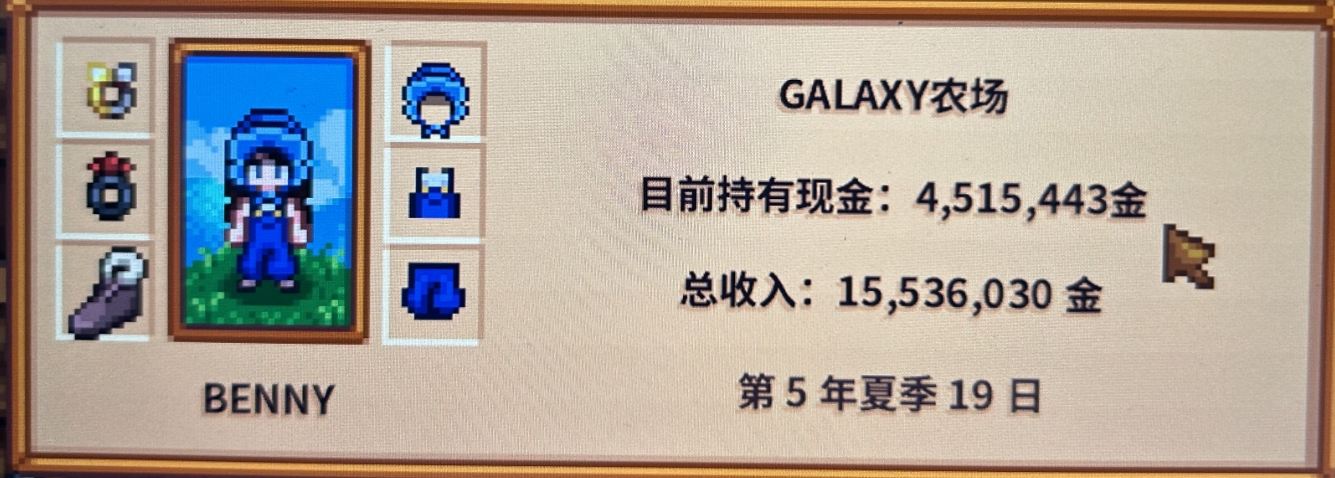 GALAXY农场
目前持有现金：4,515,443金
总收入：15,536,030 金
第 5 年夏季 19 日
BENNY